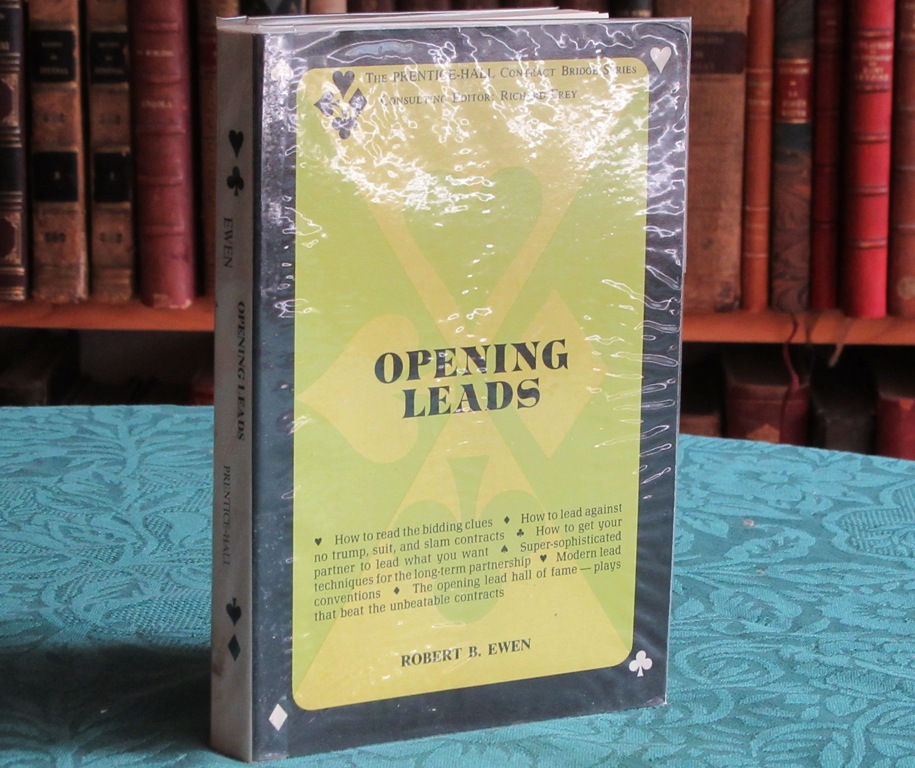 The PRENTICE-HALL Contract Bridge Series
Consulting Editor: Richard Frey
OPENING
LEADS
♥ How to read the bidding clues ♦ How to lead against
no trump, suit, and slam contracts ♣ How to get your
partner to lead what you want ♠ Super-sophisticated
techniques for the long-term partnership ♥ Modern lead
conventions ♦ The opening lead hall of fame — plays
that beat the unbeatable contracts
ROBERT B. EWEN
EWEN
OPENING LEADS
PRENTICE-HALL